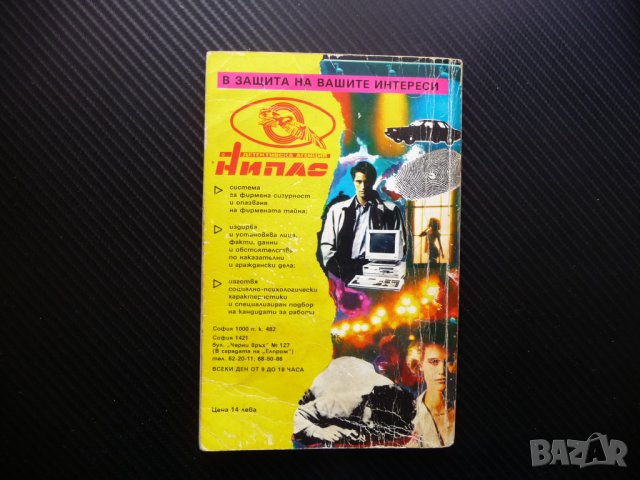 В ЗАЩИТА НА ВАШИТЕ ИНТЕРЕСИ
ДЕТЕКТИВСКА АГЕНЦИЯ
НИПЛС
система
за фирмена сигурност
и опазване
на фирмената тайна;
издирва
и установява лица,
факти, данни
и обстоятелства
по наказателни
и граждански дела;
изготвя
социално-психологически
характеристики
и специализиран подбор
на кандидати за работа
София 1000 п. к. 482
София 1421
бул. „Черни връх" № 127
(В сградата на „Елпром")
тел. 62-20-11; 68-50-86
ВСЕКИ ДЕН ОТ 9 ДО 18 ЧАСА
Цена 14 лева
BAZAR
.bg